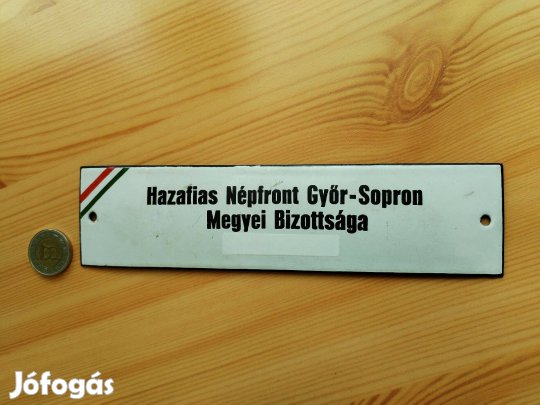 Hazafias Népfront Győr-Sopron
Megyei Bizottsága
Jófogás